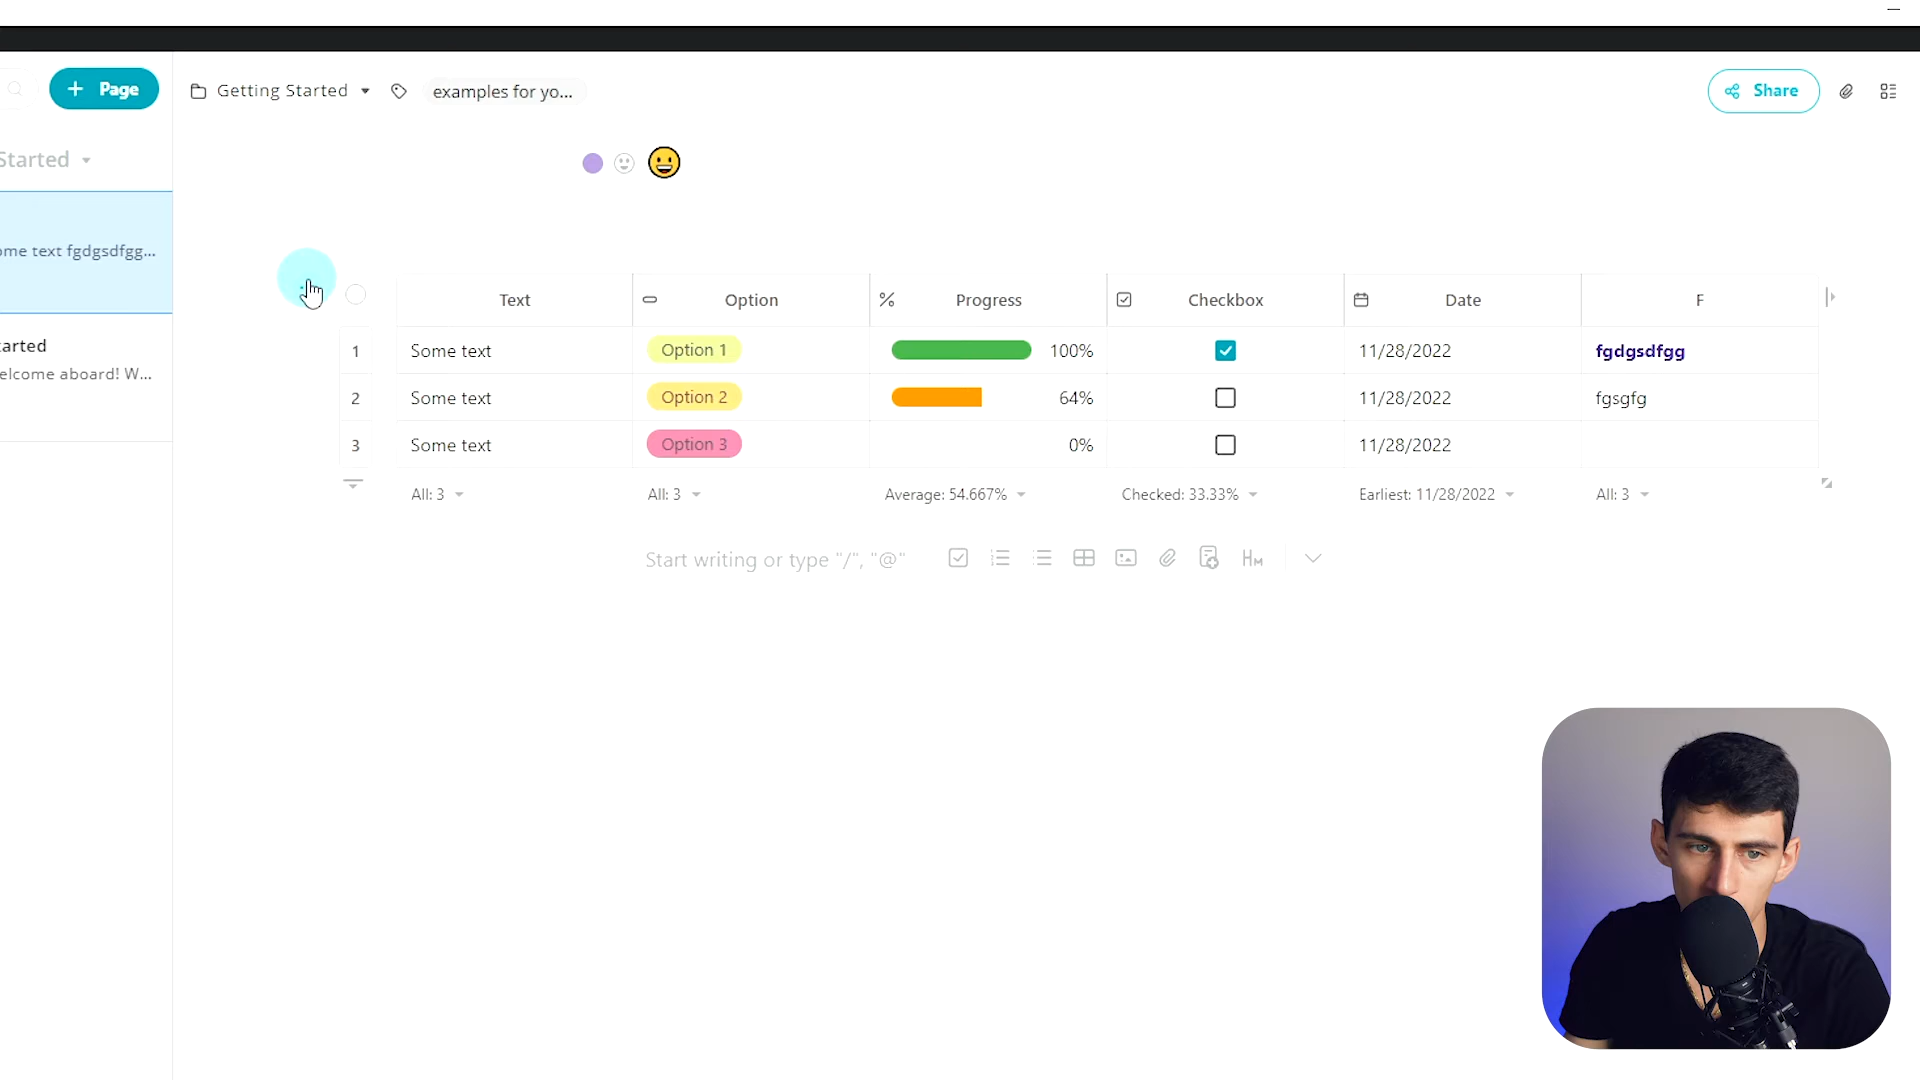 Page
Getting Started
examples for yo...
Share
Started
ome text fgdgsdfgg...
arted
elcome aboard! W...
Text Option % Progress Checkbox Date F
1 Some text Option 1 100% 11/28/2022 fgdgsdfgg
2 Some text Option 2 64% 11/28/2022 fgsgfg
3 Some text Option 3 0% 11/28/2022
All: 3 All: 3 Average: 54.667% Checked: 33.33% Earliest: 11/28/2022 All: 3
Start writing or type "/", "@" HM